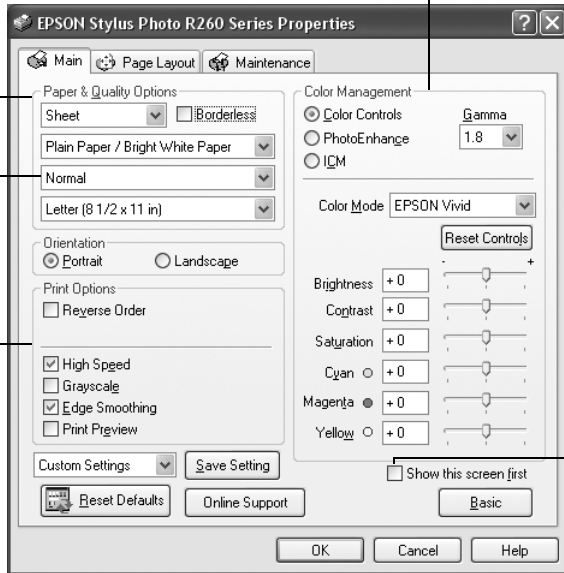 EPSON Stylus Photo R260 Series Properties
Main
Page Layout
Maintenance
Paper & Quality Options
Sheet
Borderless
Plain Paper / Bright White Paper
Normal
Letter (8 1/2 x 11 in)
Orientation
Portrait
Landscape
Print Options
Reverse Order
High Speed
Grayscale
Edge Smoothing
Print Preview
Custom Settings
Save Setting
Reset Defaults
Online Support
Color Management
Color Controls
PhotoEnhance
ICM
Gamma
1.8
Color Mode EPSON Vivid
Reset Controls
- +
Brightness + 0
Contrast + 0
Saturation + 0
Cyan + 0
Magenta + 0
Yellow + 0
Show this screen first
Basic
OK Cancel Help